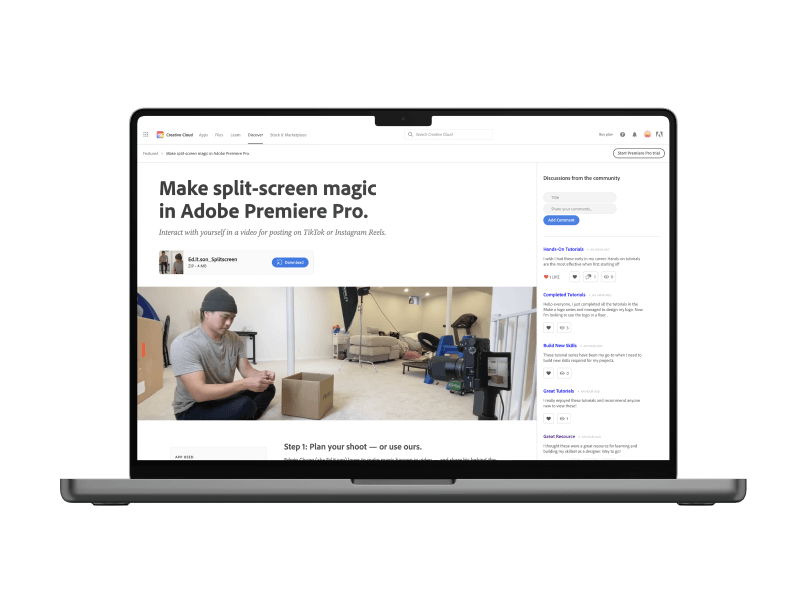 Creative Cloud Apps Files Learn Discover Stock & Marketplace
Search Creative Cloud
Buy plan
Featured > Make split-screen magic in Adobe Premiere Pro.
Start Premiere Pro trial
Make split-screen magic
in Adobe Premiere Pro.
Interact with yourself in a video for posting on TikTok or Instagram Reels.
Ed.it.son_Splitscreen
ZIP - 4 MB
Download
Step 1: Plan your shoot — or use ours.
APP USED
Discussions from the community
Title
Share your comments...
Add Comment
Hands-On Tutorials
I wish I had these early in my career. Hands-on tutorials
are the most effective when first starting off
1 LIKE
Completed Tutorials
Hello everyone, I just completed all the tutorials in the
Make a logo series and managed to design my logo. Now
I'm looking to use the logo in a flyer.
Build New Skills
These tutorial series have been my go-to when I need to
build new skills required for my projects.
Great Tutorials
I really enjoyed these tutorials and recommend anyone
new to view these!
Great Resource
I thought these were a great resource for learning and
building my skillset as a designer. Way to go!